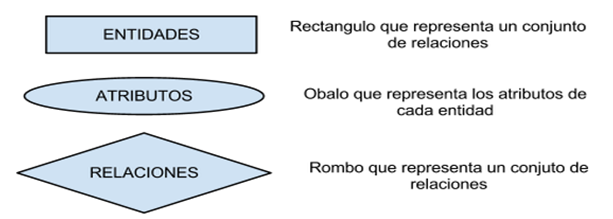 ENTIDADES
Rectangulo que representa un conjunto
de relaciones
ATRIBUTOS
Obalo que representa los atributos de
cada entidad
RELACIONES
Rombo que representa un conjuto de
relaciones